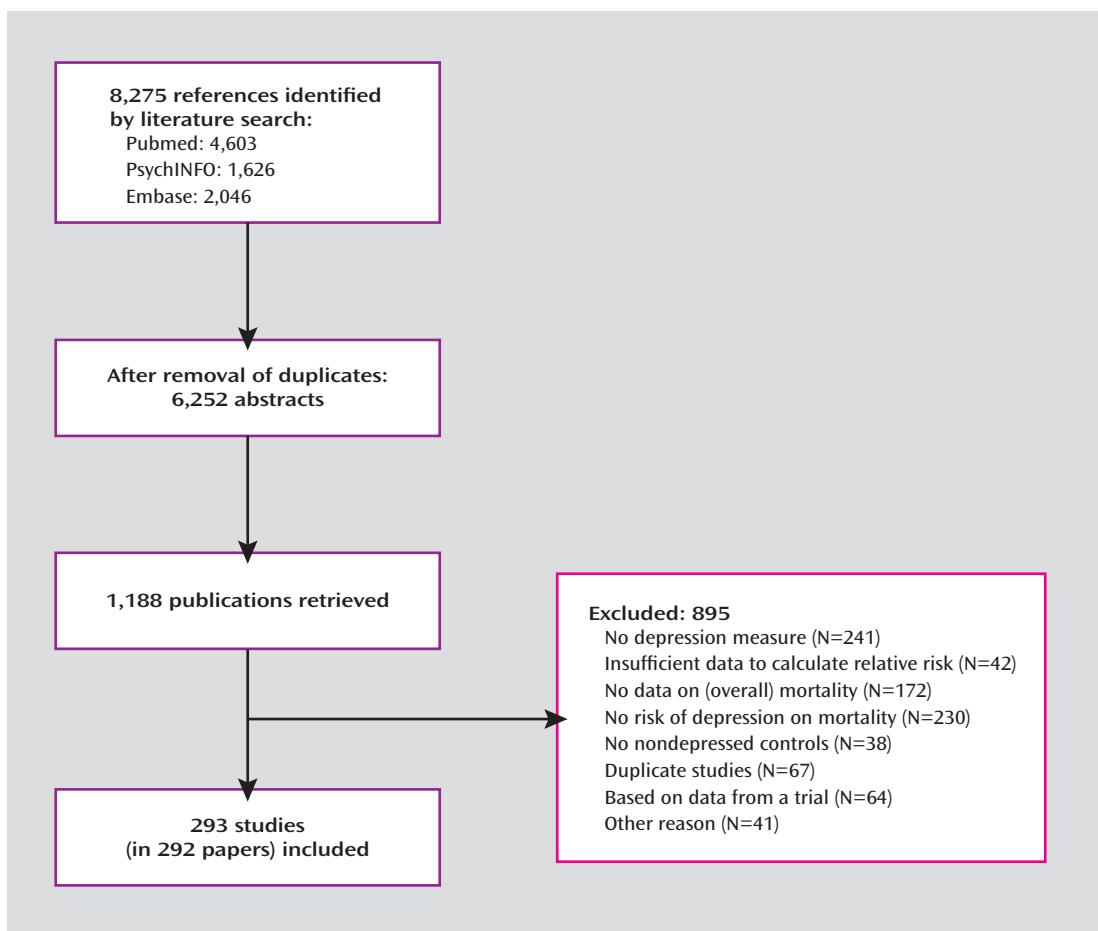 8,275 references identified
by literature search:
Pubmed: 4,603
PsychINFO: 1,626
Embase: 2,046
After removal of duplicates:
6,252 abstracts
1,188 publications retrieved
Excluded: 895
No depression measure (N=241)
Insufficient data to calculate relative risk (N=42)
No data on (overall) mortality (N=172)
No risk of depression on mortality (N=230)
No nondepressed controls (N=38)
Duplicate studies (N=67)
Based on data from a trial (N=64)
Other reason (N=41)
293 studies
(in 292 papers) included